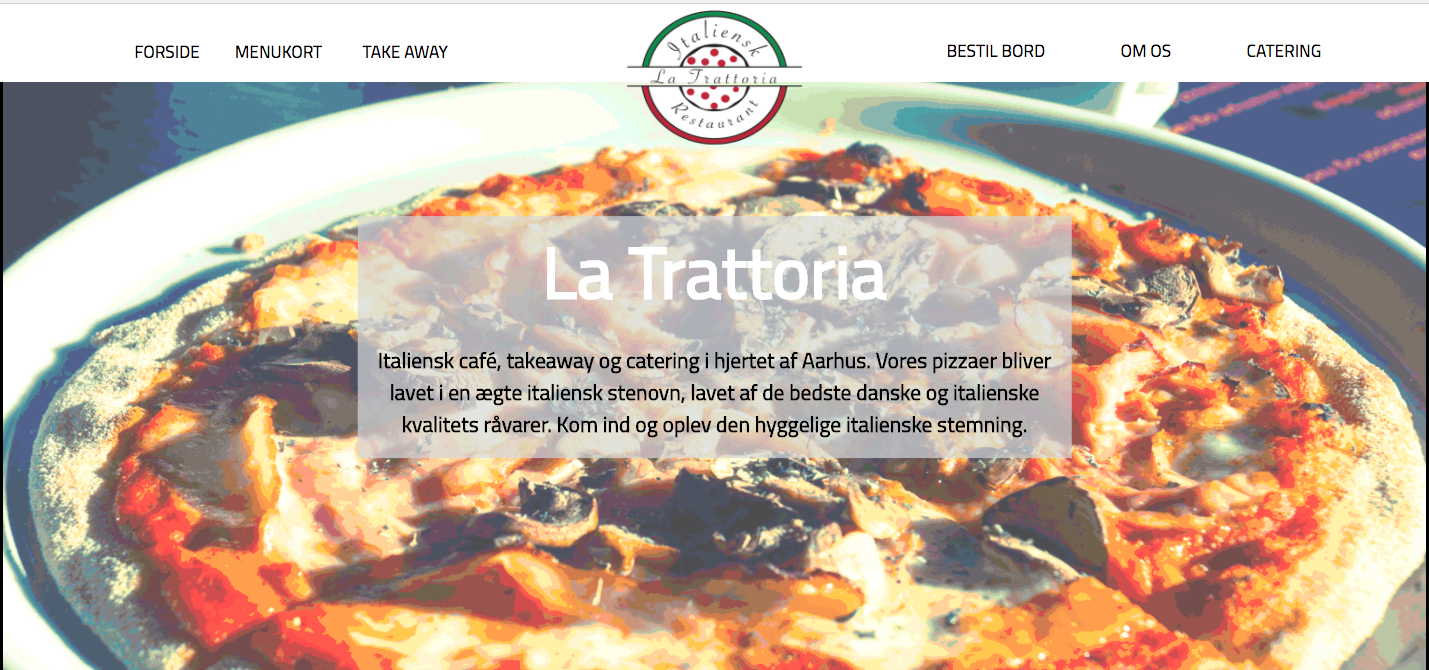 FORSIDE MENUKORT TAKE AWAY
Italiensk
La Trattoria
Restaurant
BESTIL BORD OM OS CATERING
La Trattoria
Italiensk café, takeaway og catering i hjertet af Aarhus. Vores pizzaer bliver
lavet i en ægte italiensk stenovn, lavet af de bedste danske og italienske
kvalitets råvarer. Kom ind og oplev den hyggelige italienske stemning.